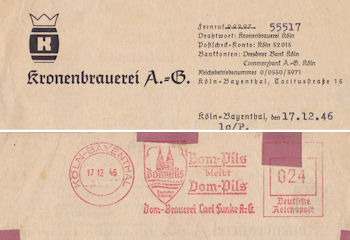 Fernruf 55517
Drahtwort: Kronenbrauerei Köln
Postscheck-Konto: Köln 52015
Bankkonten: Dresdner Bank Köln
Commerzbank A.-G. Köln
Reichsbetriebsnummer 0/0550/5971
Köln-Bayenthal, Tacitusstraße 15
K
Kronenbrauerei A.-G.
Köln-Bayenthal, den 17.12.46
1c/P.
KÖLN-BAYENTHAL
17 12 46
Dom-Pils
Dom-Pils
bleibt
Dom-Pils
Dom-Brauerei Carl Funke A-G.
024
Deutsche
Reichspost